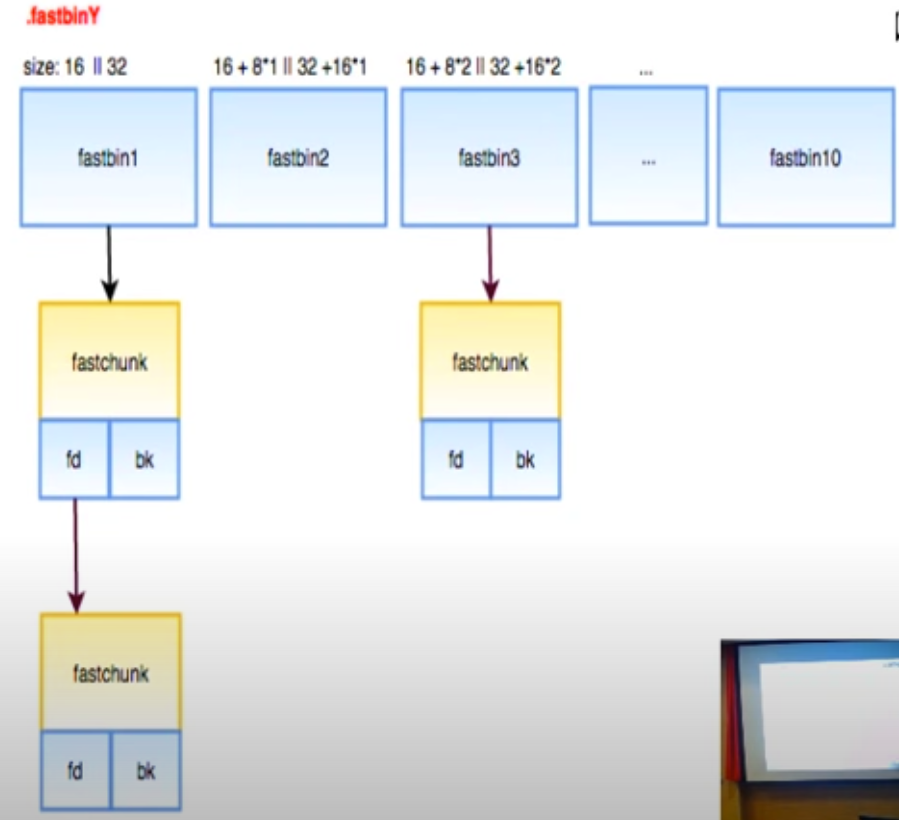 .fastbinY
size: 16 || 32
16 + 8*1 || 32 +16*1
16 + 8*2 || 32 +16*2
...
fastbin1
fastbin2
fastbin3
...
fastbin10
fastchunk
fastchunk
fd
bk
fd
bk
fastchunk
fd
bk